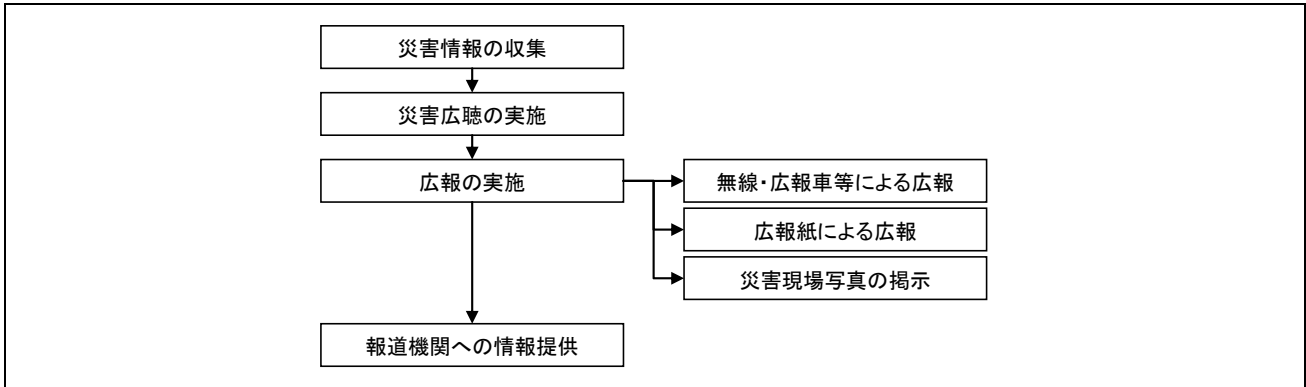 災害情報の収集
災害広聴の実施
広報の実施
無線・広報車等による広報
広報紙による広報
災害現場写真の掲示
報道機関への情報提供